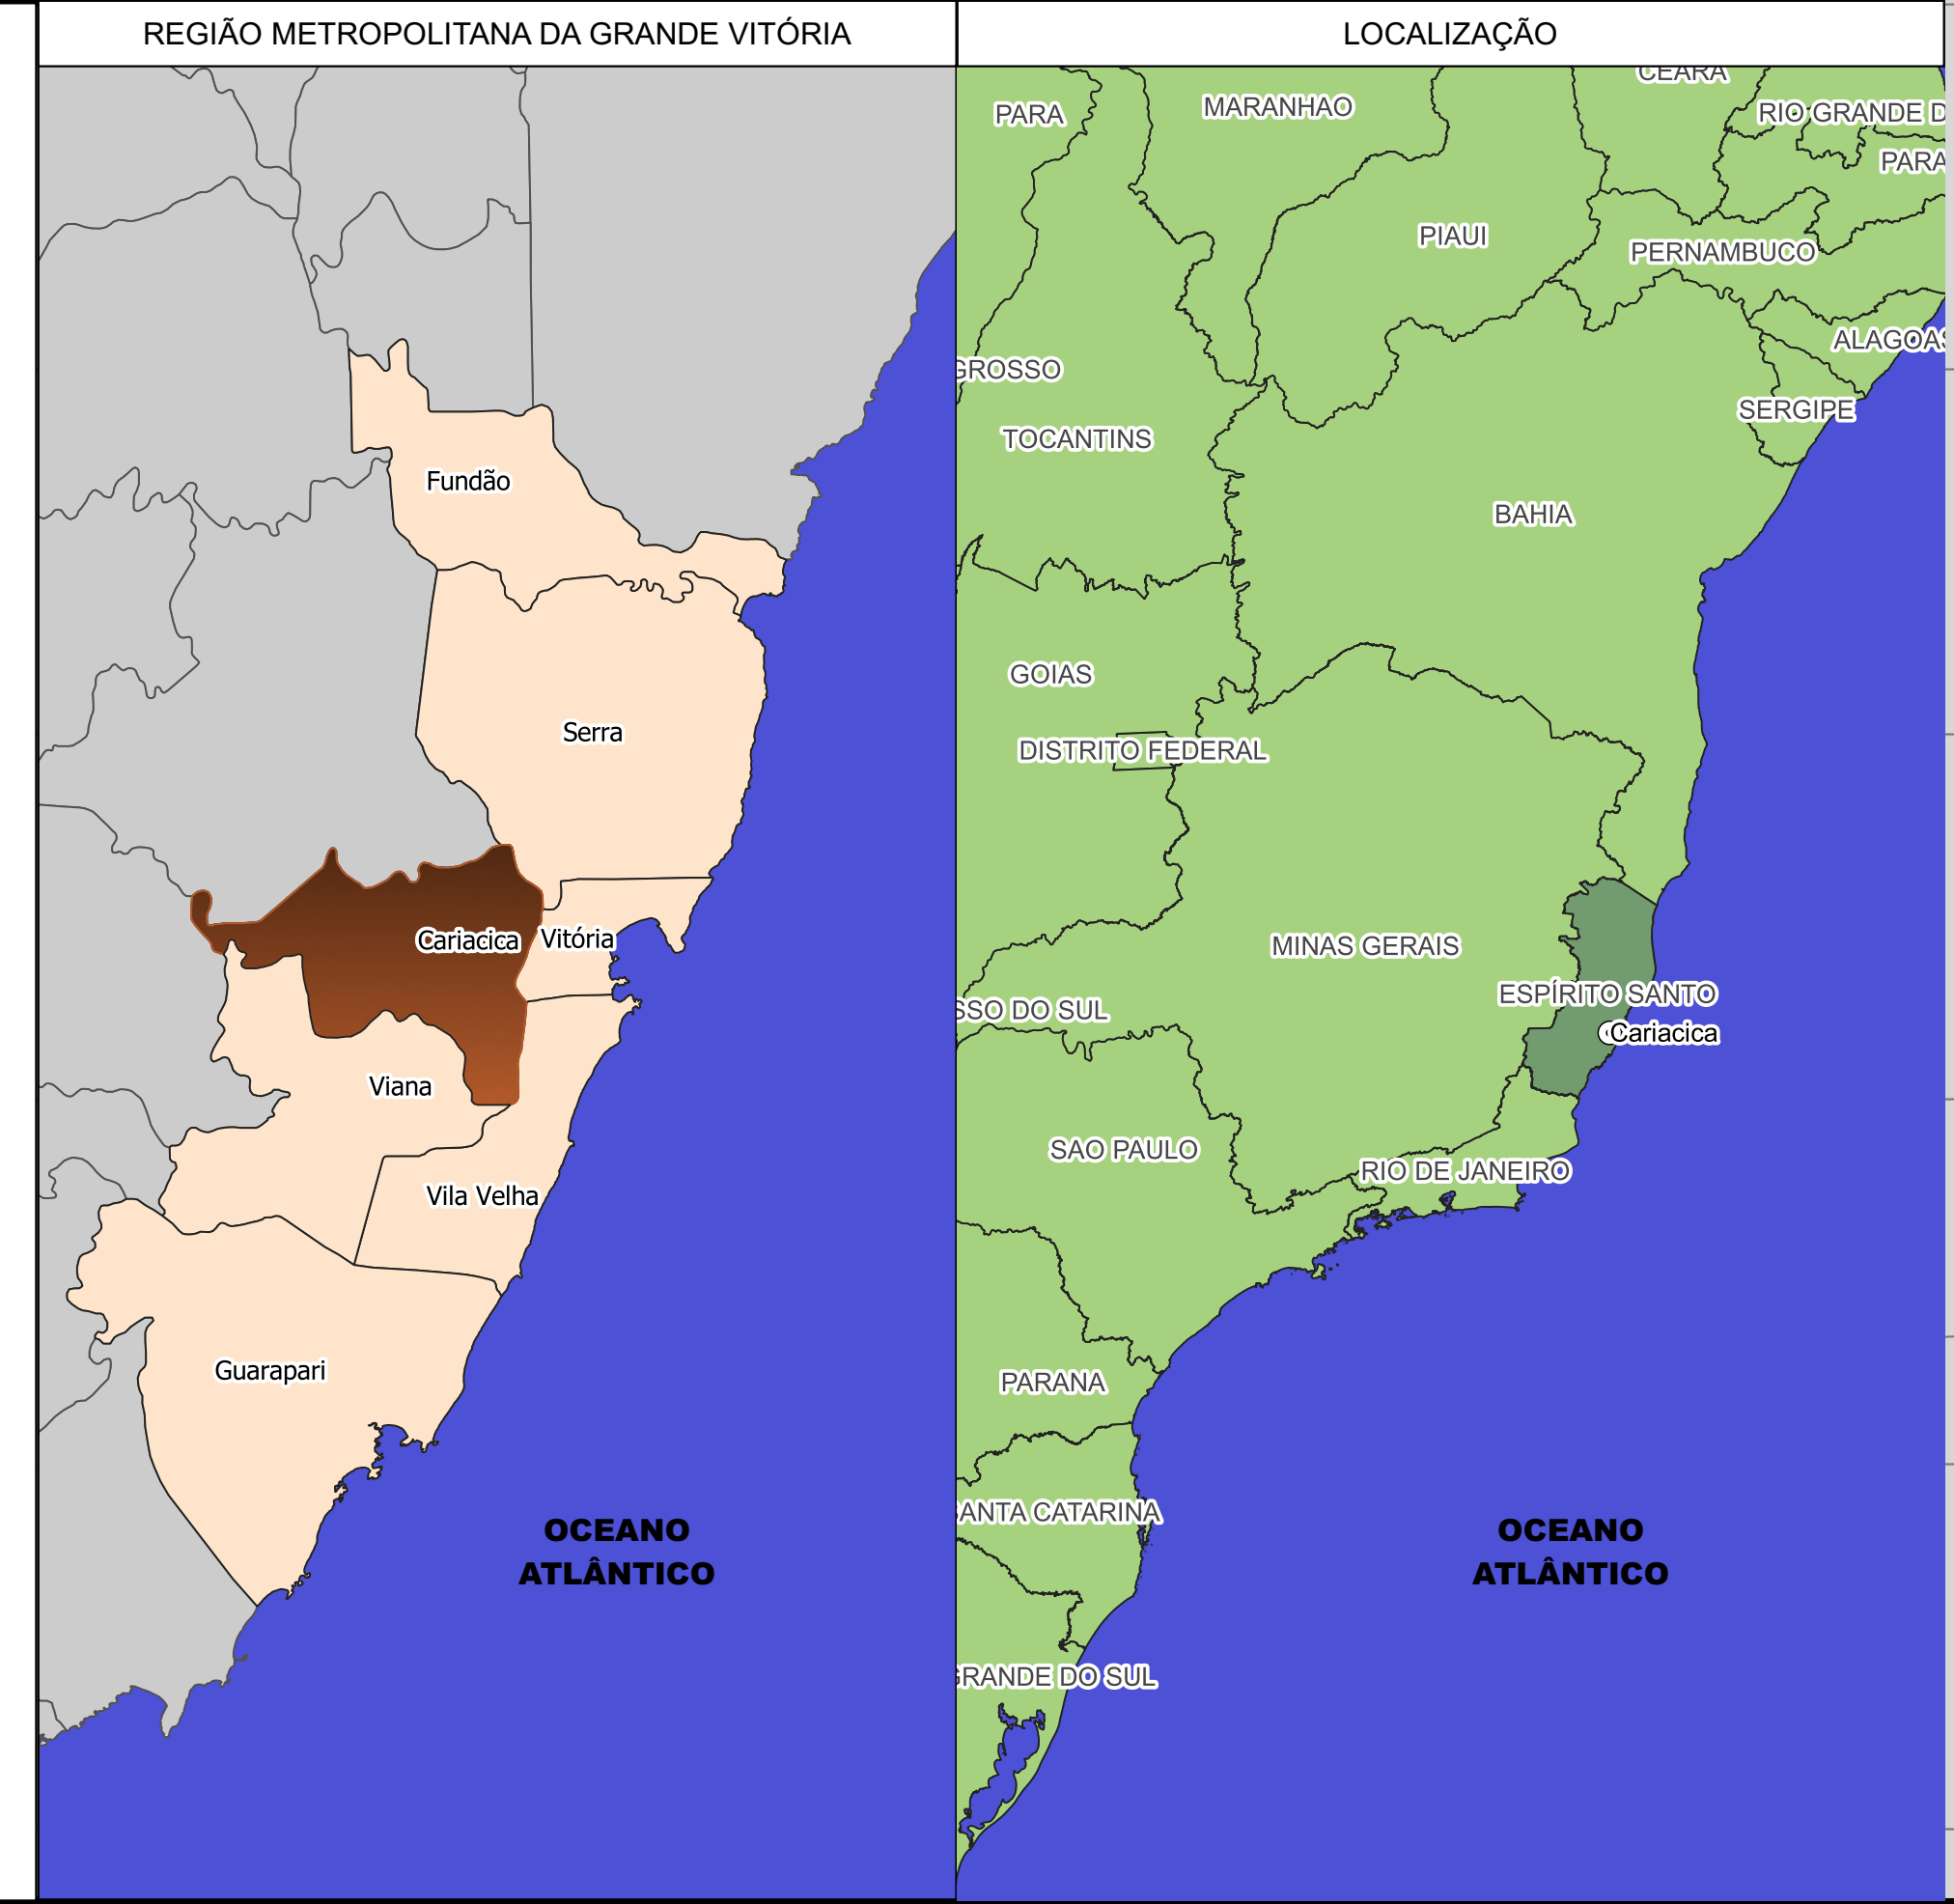 REGIÃO METROPOLITANA DA GRANDE VITÓRIA
Fundão
Serra
Cariacica
Vitória
Viana
Vila Velha
Guarapari
OCEANO
ATLÂNTICO
LOCALIZAÇÃO
CEARA
PARA
MARANHAO
RIO GRANDE D
PARA
PIAUI
PERNAMBUCO
ALAGOAS
GROSSO
SERGIPE
TOCANTINS
BAHIA
GOIAS
DISTRITO FEDERAL
MINAS GERAIS
ESPÍRITO SANTO
SSO DO SUL
Cariacica
SAO PAULO
RIO DE JANEIRO
PARANA
SANTA CATARINA
OCEANO
ATLÂNTICO
GRANDE DO SUL